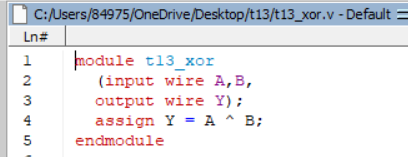 C:/Users/84975/OneDrive/Desktop/t13/t13_xor.v - Default
Ln#
1 module t13_xor
2 (input wire A,B,
3 output wire Y);
4 assign Y = A ^ B;
5 endmodule